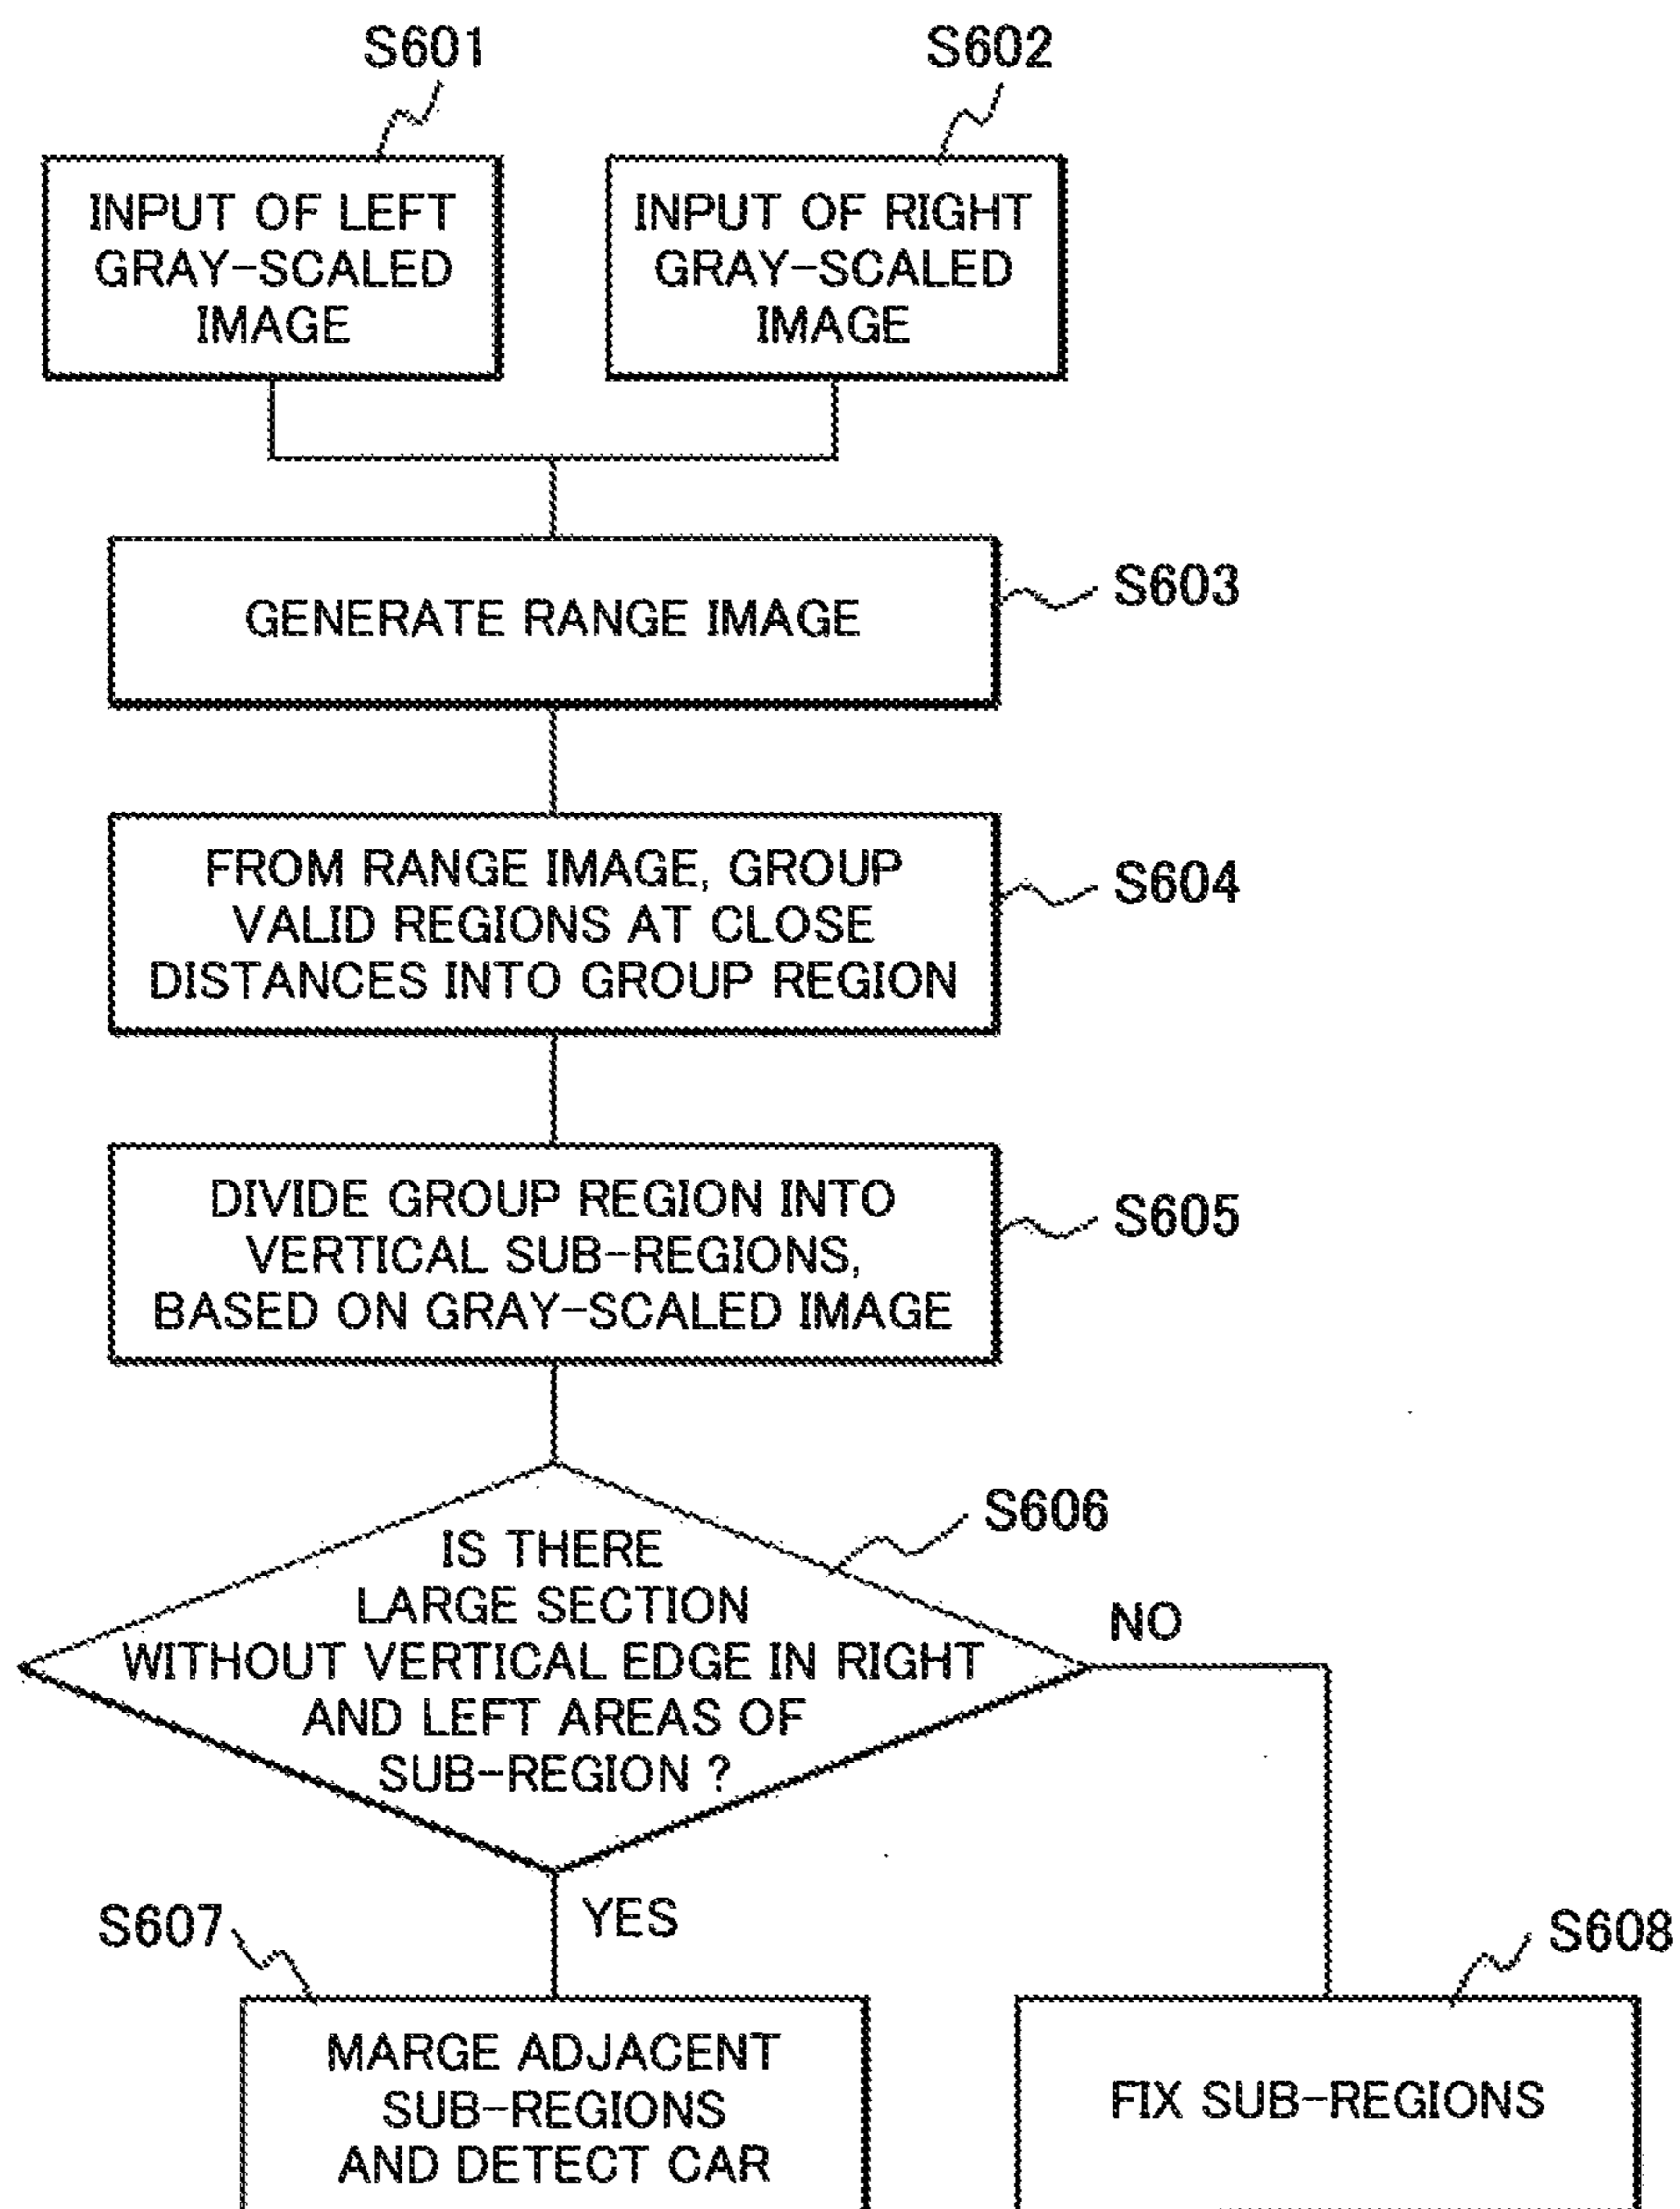 S601
S602
INPUT OF LEFT
GRAY-SCALED
IMAGE
INPUT OF RIGHT
GRAY-SCALED
IMAGE
GENERATE RANGE IMAGE
S603
FROM RANGE IMAGE, GROUP
VALID REGIONS AT CLOSE
DISTANCES INTO GROUP REGION
S604
DIVIDE GROUP REGION INTO
VERTICAL SUB-REGIONS,
BASED ON GRAY-SCALED IMAGE
S605
IS THERE
LARGE SECTION
WITHOUT VERTICAL EDGE IN RIGHT
AND LEFT AREAS OF
SUB-REGION ?
S606
NO
YES
S607
MARGE ADJACENT
SUB-REGIONS
AND DETECT CAR
S608
FIX SUB-REGIONS